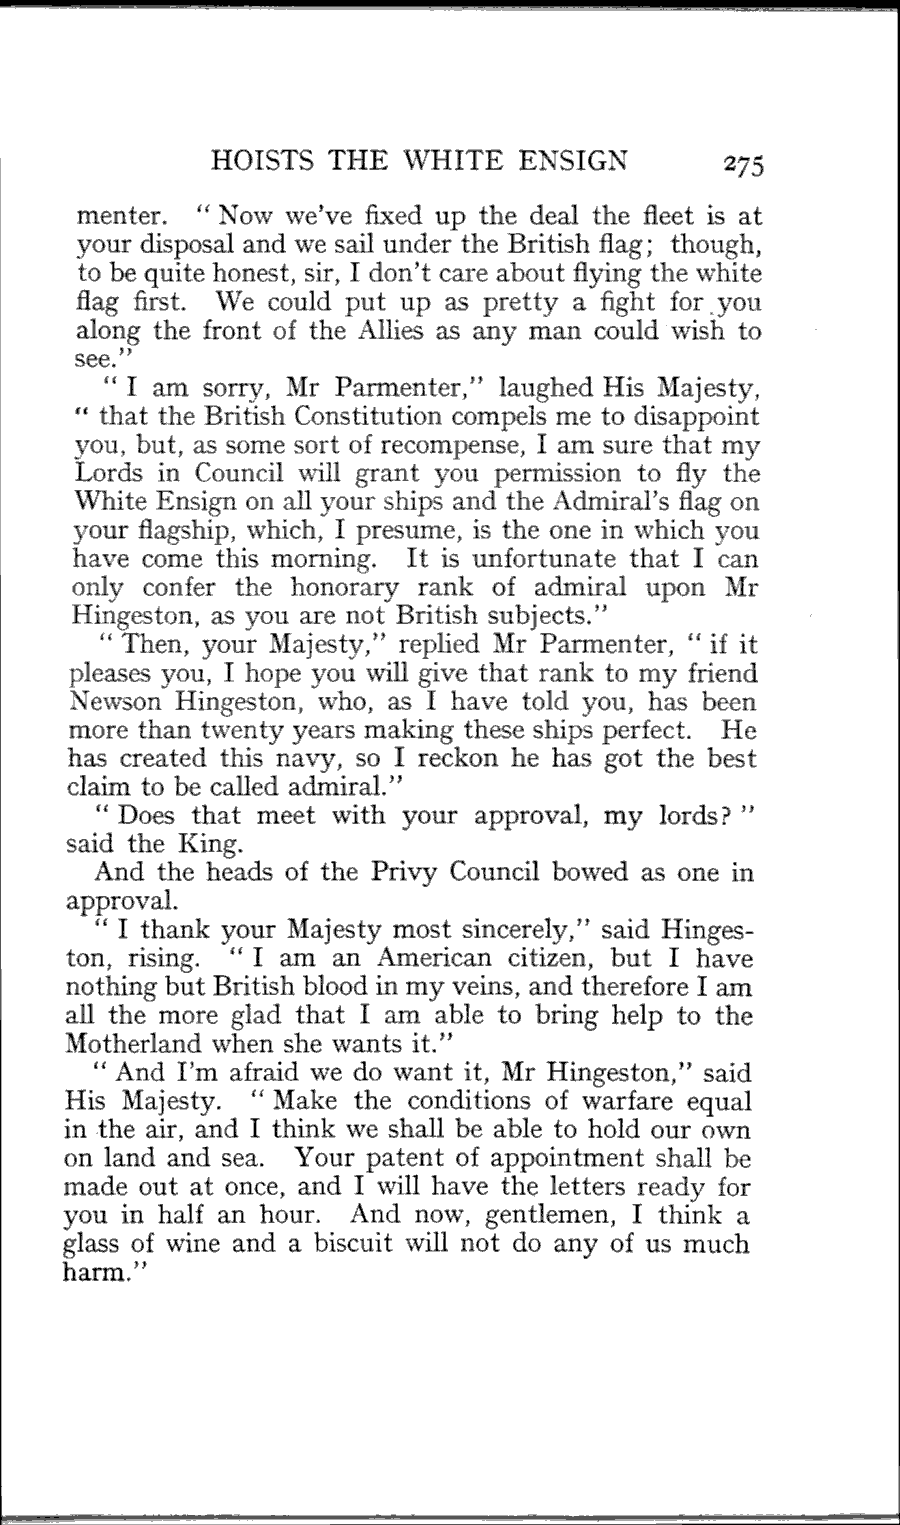 HOISTS THE WHITE ENSIGN 275
menter. “ Now we’ve fixed up the deal the fleet is at
your disposal and we sail under the British flag; though,
to be quite honest, sir, I don’t care about flying the white
flag first. We could put up as pretty a fight for you
along the front of the Allies as any man could wish to
see.”
“ I am sorry, Mr Parmenter,” laughed His Majesty,
“ that the British Constitution compels me to disappoint
you, but, as some sort of recompense, I am sure that my
Lords in Council will grant you permission to fly the
White Ensign on all your ships and the Admiral’s flag on
your flagship, which, I presume, is the one in which you
have come this morning. It is unfortunate that I can
only confer the honorary rank of admiral upon Mr
Hingeston, as you are not British subjects.”
“ Then, your Majesty,” replied Mr Parmenter, “ if it
pleases you, I hope you will give that rank to my friend
Newson Hingeston, who, as I have told you, has been
more than twenty years making these ships perfect. He
has created this navy, so I reckon he has got the best
claim to be called admiral.”
“ Does that meet with your approval, my lords? ”
said the King.
And the heads of the Privy Council bowed as one in
approval.
“ I thank your Majesty most sincerely,” said Hinges-
ton, rising. “ I am an American citizen, but I have
nothing but British blood in my veins, and therefore I am
all the more glad that I am able to bring help to the
Motherland when she wants it.”
“ And I’m afraid we do want it, Mr Hingeston,” said
His Majesty. “ Make the conditions of warfare equal
in the air, and I think we shall be able to hold our own
on land and sea. Your patent of appointment shall be
made out at once, and I will have the letters ready for
you in half an hour. And now, gentlemen, I think a
glass of wine and a biscuit will not do any of us much
harm.”